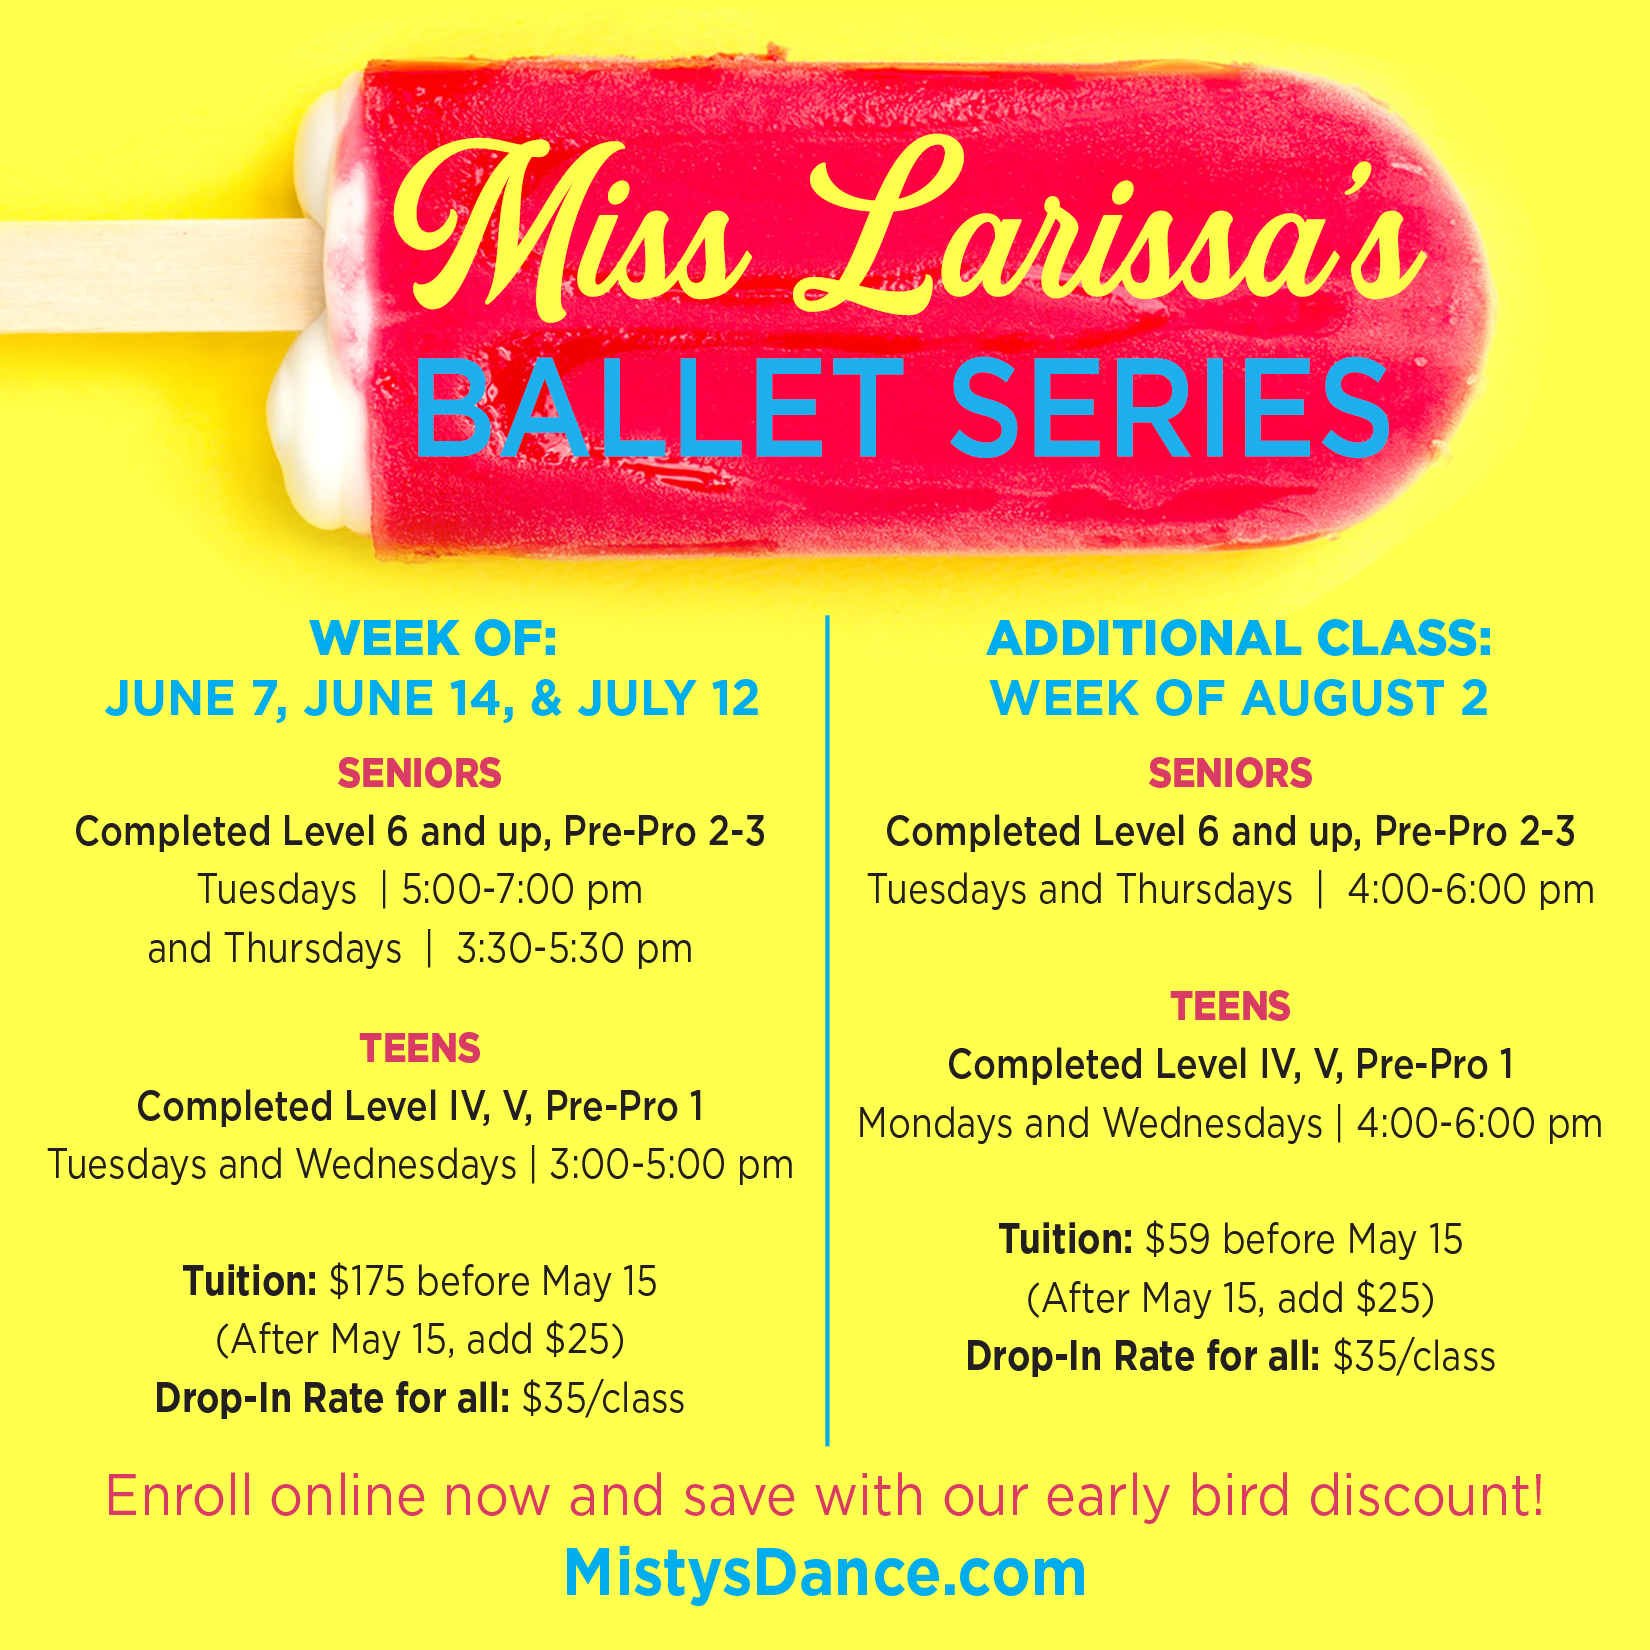 Miss Larissa's
BALLET SERIES
WEEK OF:
JUNE 7, JUNE 14, & JULY 12
SENIORS
Completed Level 6 and up, Pre-Pro 2-3
Tuesdays | 5:00-7:00 pm
and Thursdays | 3:30-5:30 pm
TEENS
Completed Level IV, V, Pre-Pro 1
Tuesdays and Wednesdays | 3:00-5:00 pm
Tuition: $175 before May 15
(After May 15, add $25)
Drop-In Rate for all: $35/class
ADDITIONAL CLASS:
WEEK OF AUGUST 2
SENIORS
Completed Level 6 and up, Pre-Pro 2-3
Tuesdays and Thursdays | 4:00-6:00 pm
TEENS
Completed Level IV, V, Pre-Pro 1
Mondays and Wednesdays | 4:00-6:00 pm
Tuition: $59 before May 15
(After May 15, add $25)
Drop-In Rate for all: $35/class
Enroll online now and save with our early bird discount!
MistysDance.com